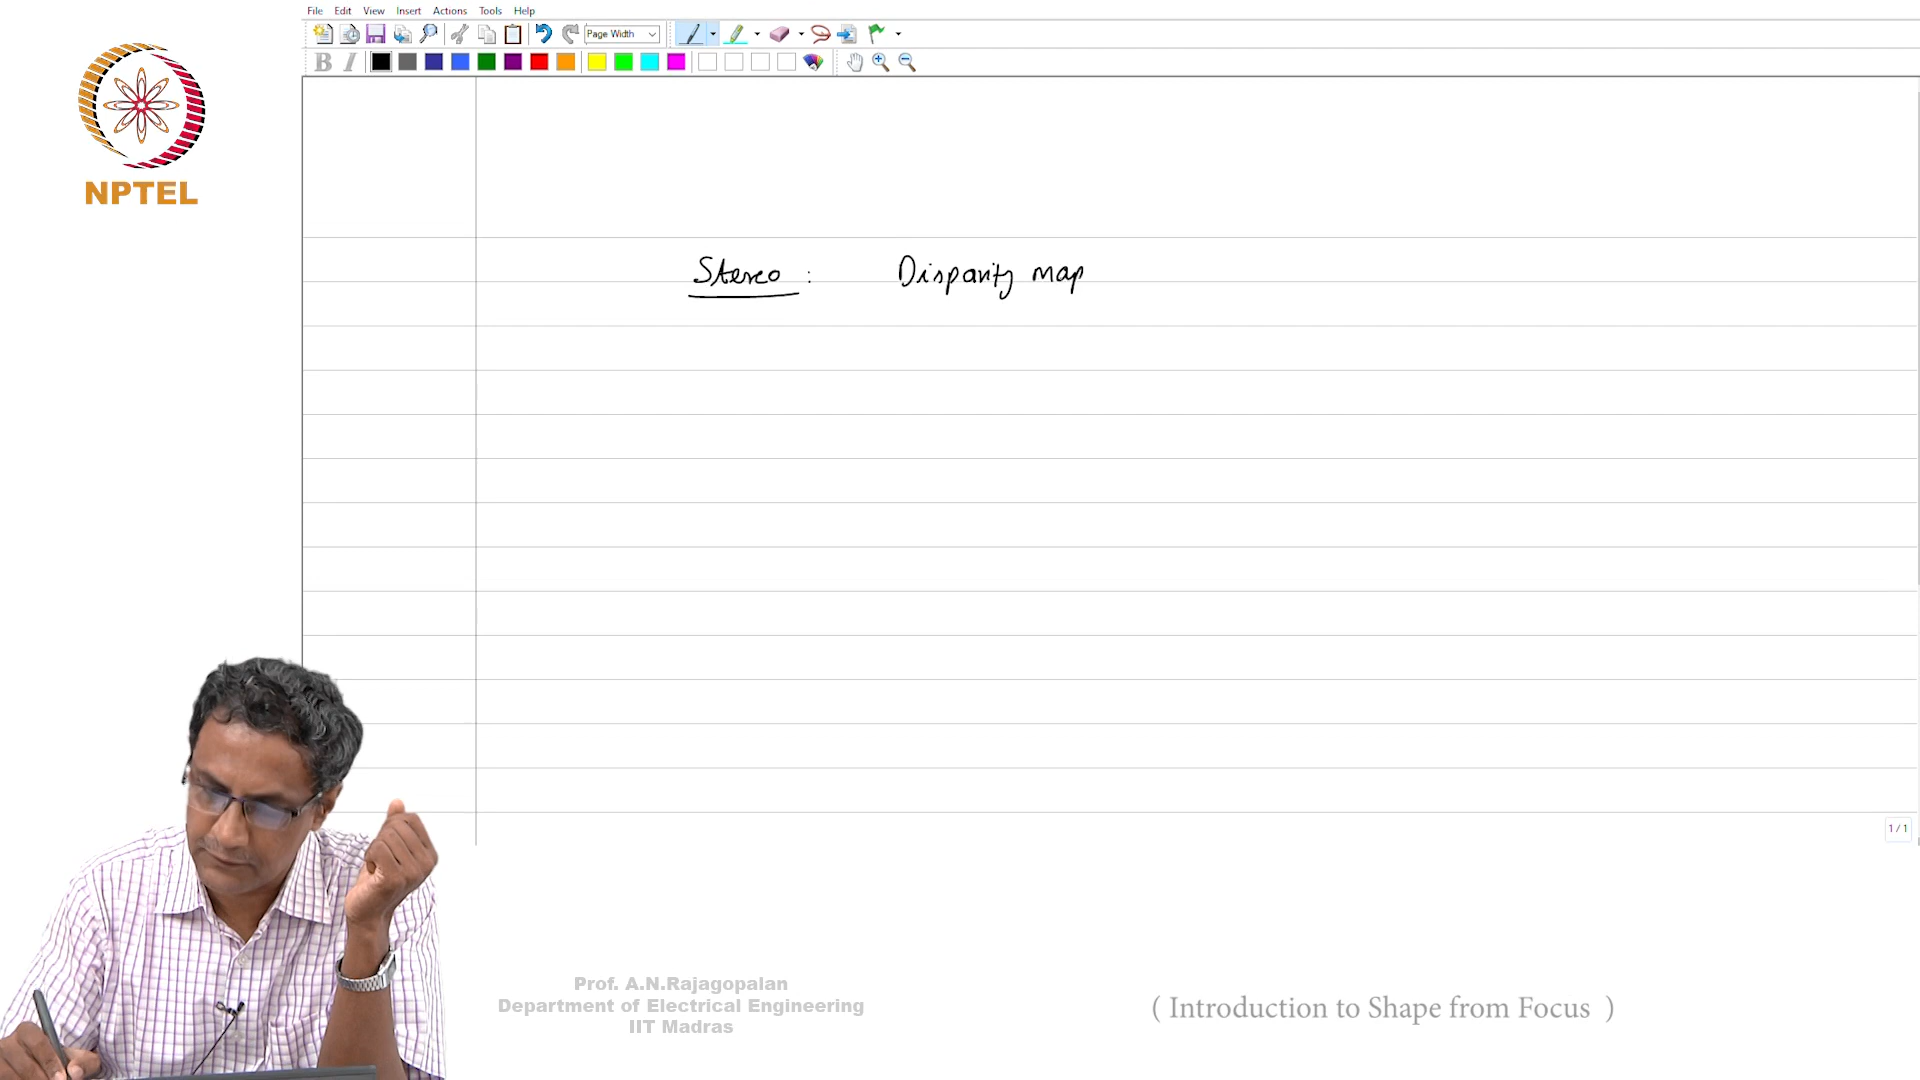 File Edit View Insert Actions Tools Help
Page Width
B I
NPTEL
Stereo : Disparity map
1 / 1
Prof. A.N.Rajagopalan
Department of Electrical Engineering
IIT Madras
( Introduction to Shape from Focus )